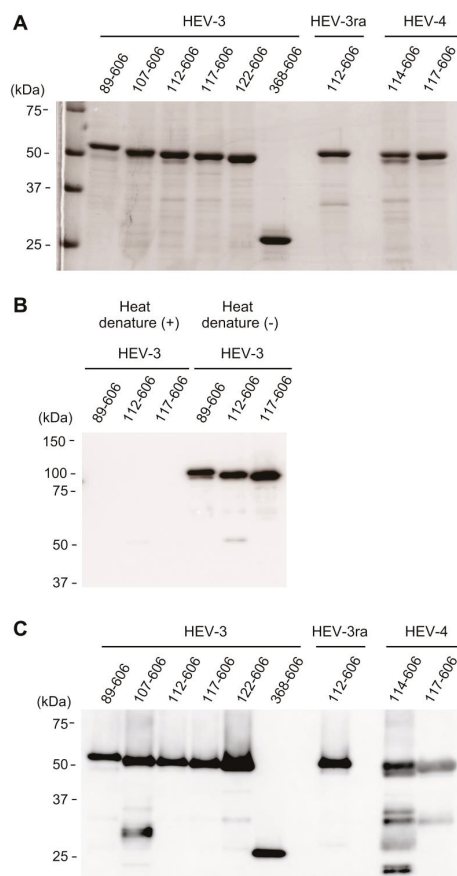 A
HEV-3 HEV-3ra HEV-4
89-606 107-606 112-606 117-606 122-606 368-606 112-606 114-606 117-606
(kDa)
75-
50 -
37 -
25 -
B
Heat denature (+) Heat denature (-)
HEV-3 HEV-3
89-606 112-606 117-606 89-606 112-606 117-606
(kDa)
150 -
100 -
75-
50 -
37 -
C
HEV-3 HEV-3ra HEV-4
89-606 107-606 112-606 117-606 122-606 368-606 112-606 114-606 117-606
(kDa)
75-
50 -
37 -
25 -